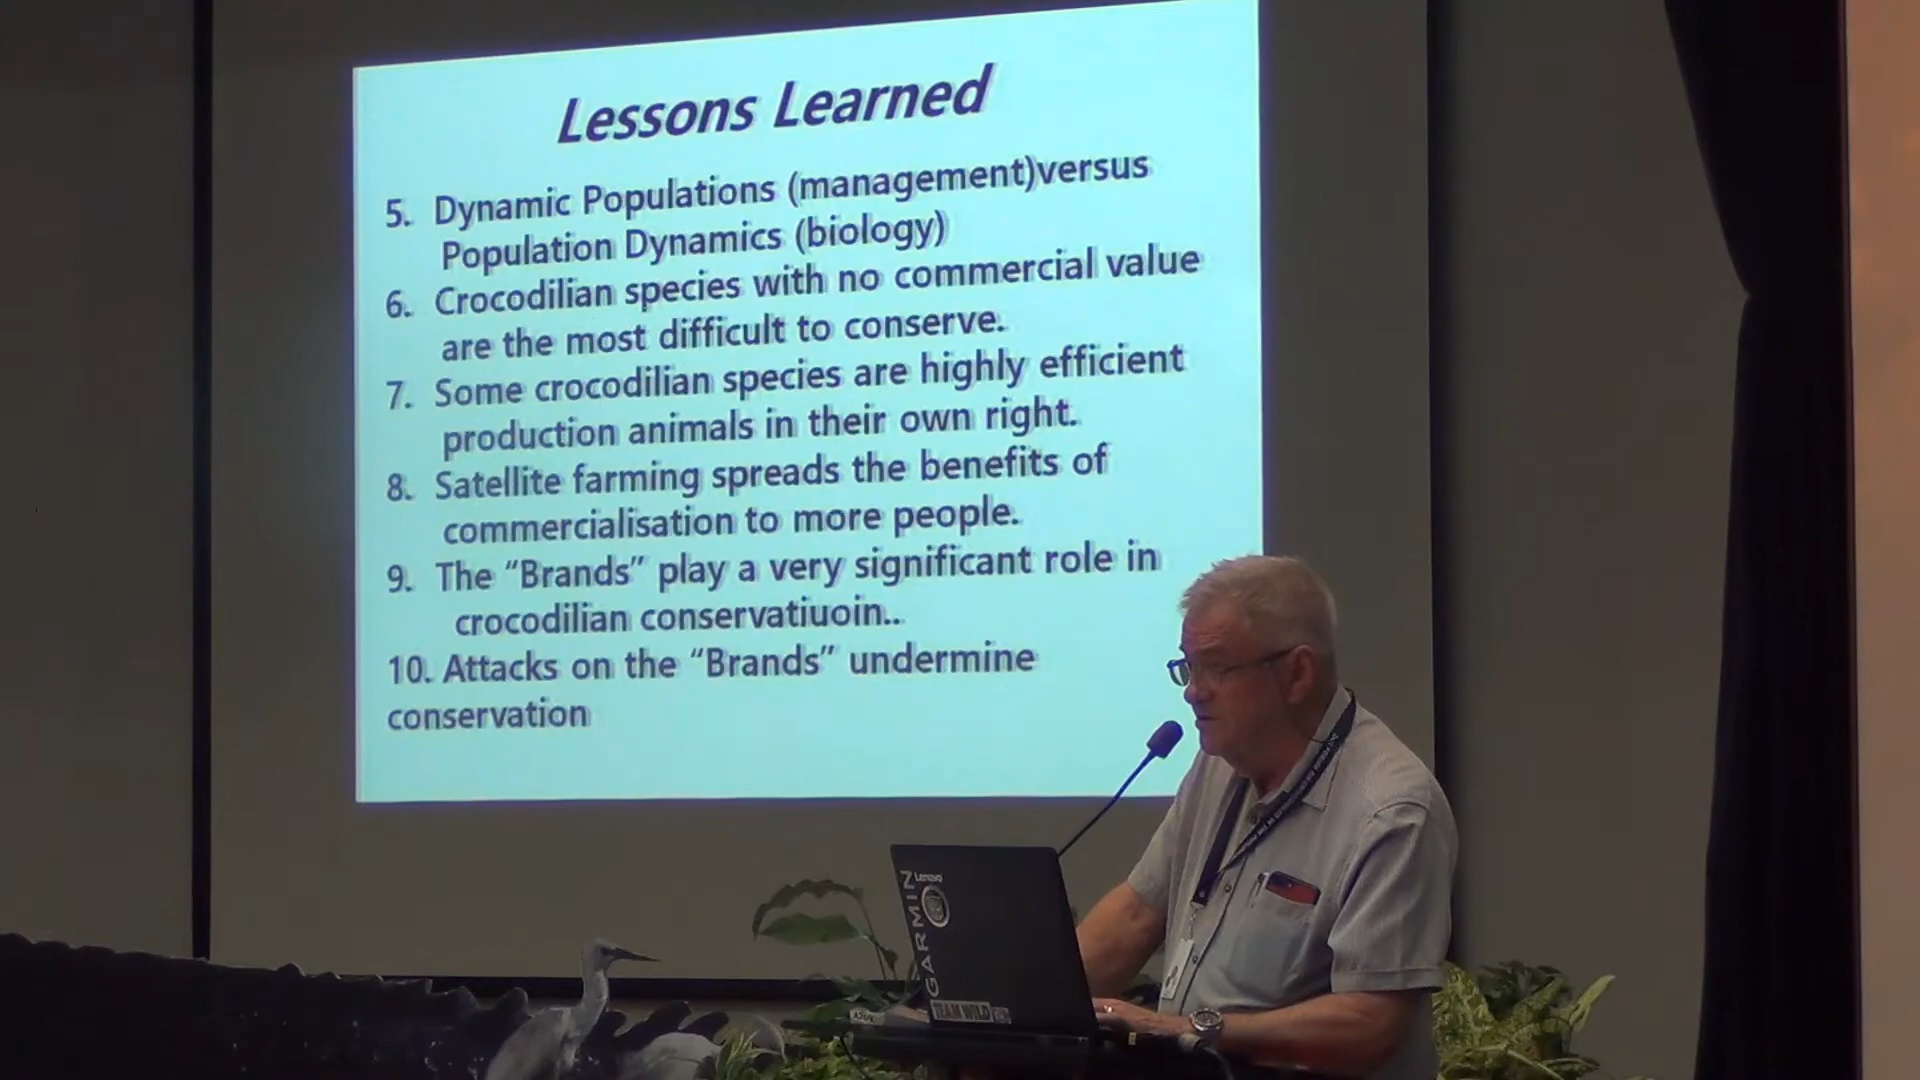 Lessons Learned
5. Dynamic Populations (management)versus
Population Dynamics (biology)
6. Crocodilian species with no commercial value
are the most difficult to conserve.
7. Some crocodilian species are highly efficient
production animals in their own right.
8. Satellite farming spreads the benefits of
commercialisation to more people.
9. The “Brands” play a very significant role in
crocodilian conservatiuoin..
10. Attacks on the “Brands” undermine
conservation
Lenovo
GARMIN
TEAM WILD